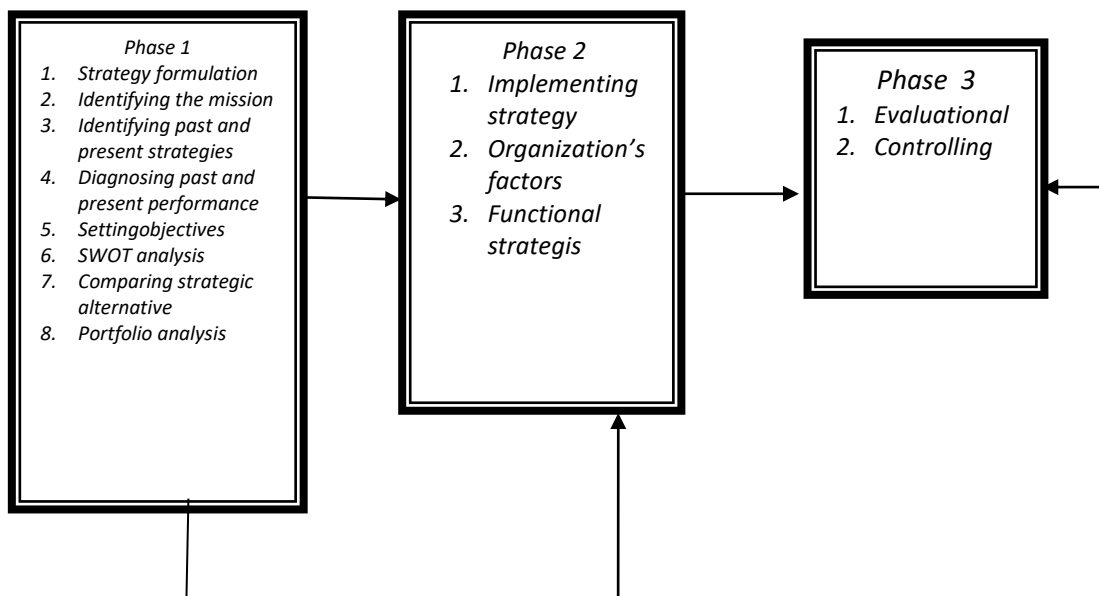 Phase 1
1. Strategy formulation
2. Identifying the mission
3. Identifying past and
present strategies
4. Diagnosing past and
present performance
5. Settingobjectives
6. SWOT analysis
7. Comparing strategic
alternative
8. Portfolio analysis
Phase 2
1. Implementing
strategy
2. Organization’s
factors
3. Functional
strategis
Phase 3
1. Evaluational
2. Controlling